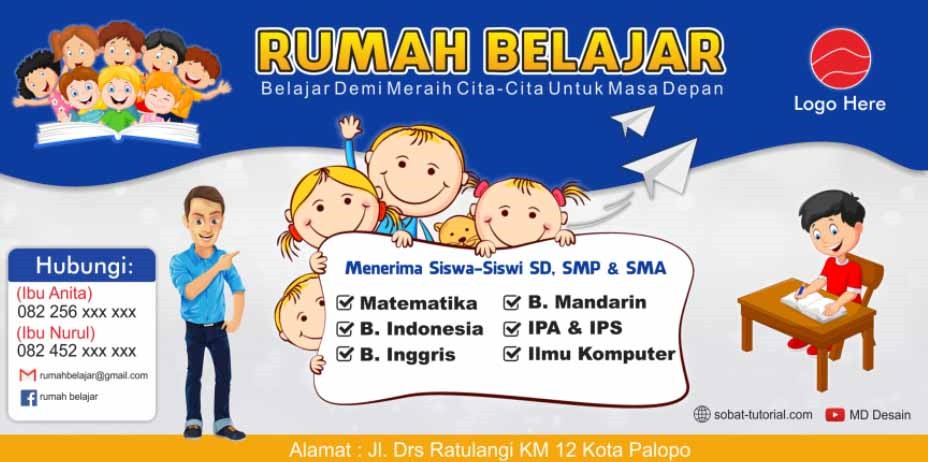 RUMAH BELAJAR
Belajar Demi Meraih Cita-Cita Untuk Masa Depan
Logo Here
Hubungi:
(Ibu Anita)
082 256 xxx xxx
(Ibu Nurul)
082 452 xxx xxx
rumahbelajar@gmail.com
rumah belajar
Menerima Siswa-Siswi SD, SMP & SMA
Matematika
B. Indonesia
B. Inggris
B. Mandarin
IPA & IPS
Ilmu Komputer
sobat-tutorial.com
MD Desain
Alamat : Jl. Drs Ratulangi KM 12 Kota Palopo